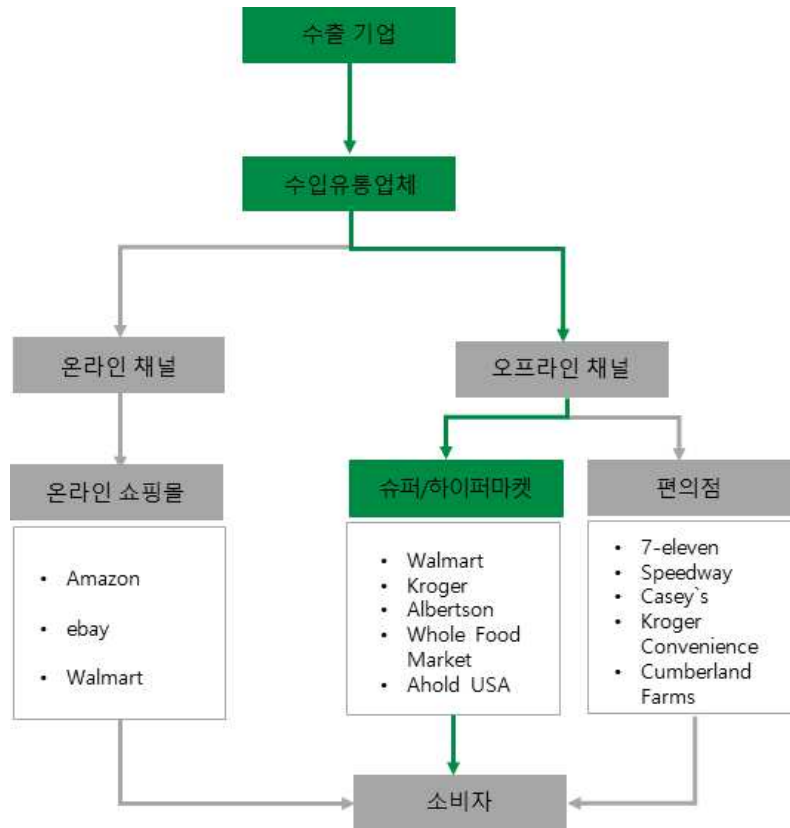 수출 기업
수입유통업체
온라인 채널
오프라인 채널
온라인 쇼핑몰
슈퍼/하이퍼마켓
편의점
• Amazon
• ebay
• Walmart
• Walmart
• Kroger
• Albertson
• Whole Food
Market
• Ahold USA
• 7-eleven
• Speedway
• Casey`s
• Kroger
Convenience
• Cumberland
Farms
소비자